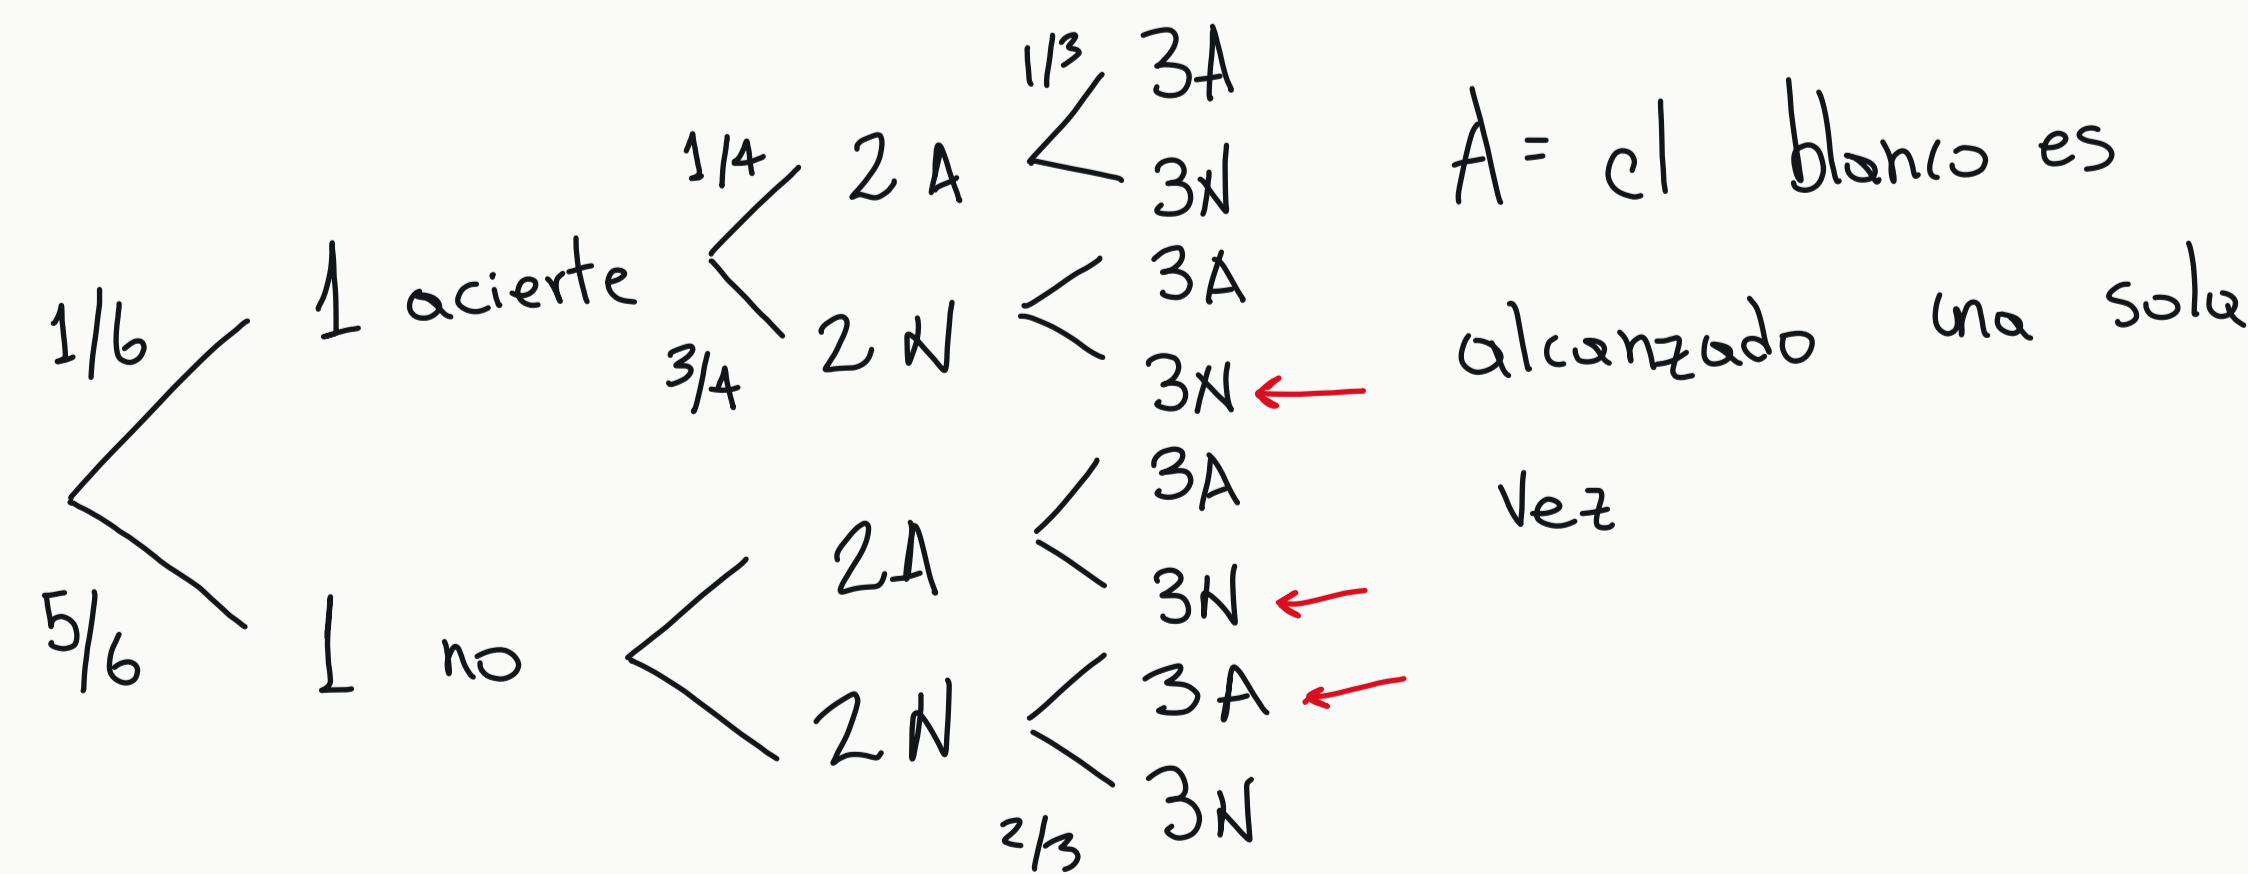 1/3 3A
1/4 2 A 3N
1/6 1 acierte 3A
3/4 2 N 3N
5/6 1 no 2A 3A
3N
2 N 3 A
2/3 3N
A = el blanco es
alcanzado una sola
vez